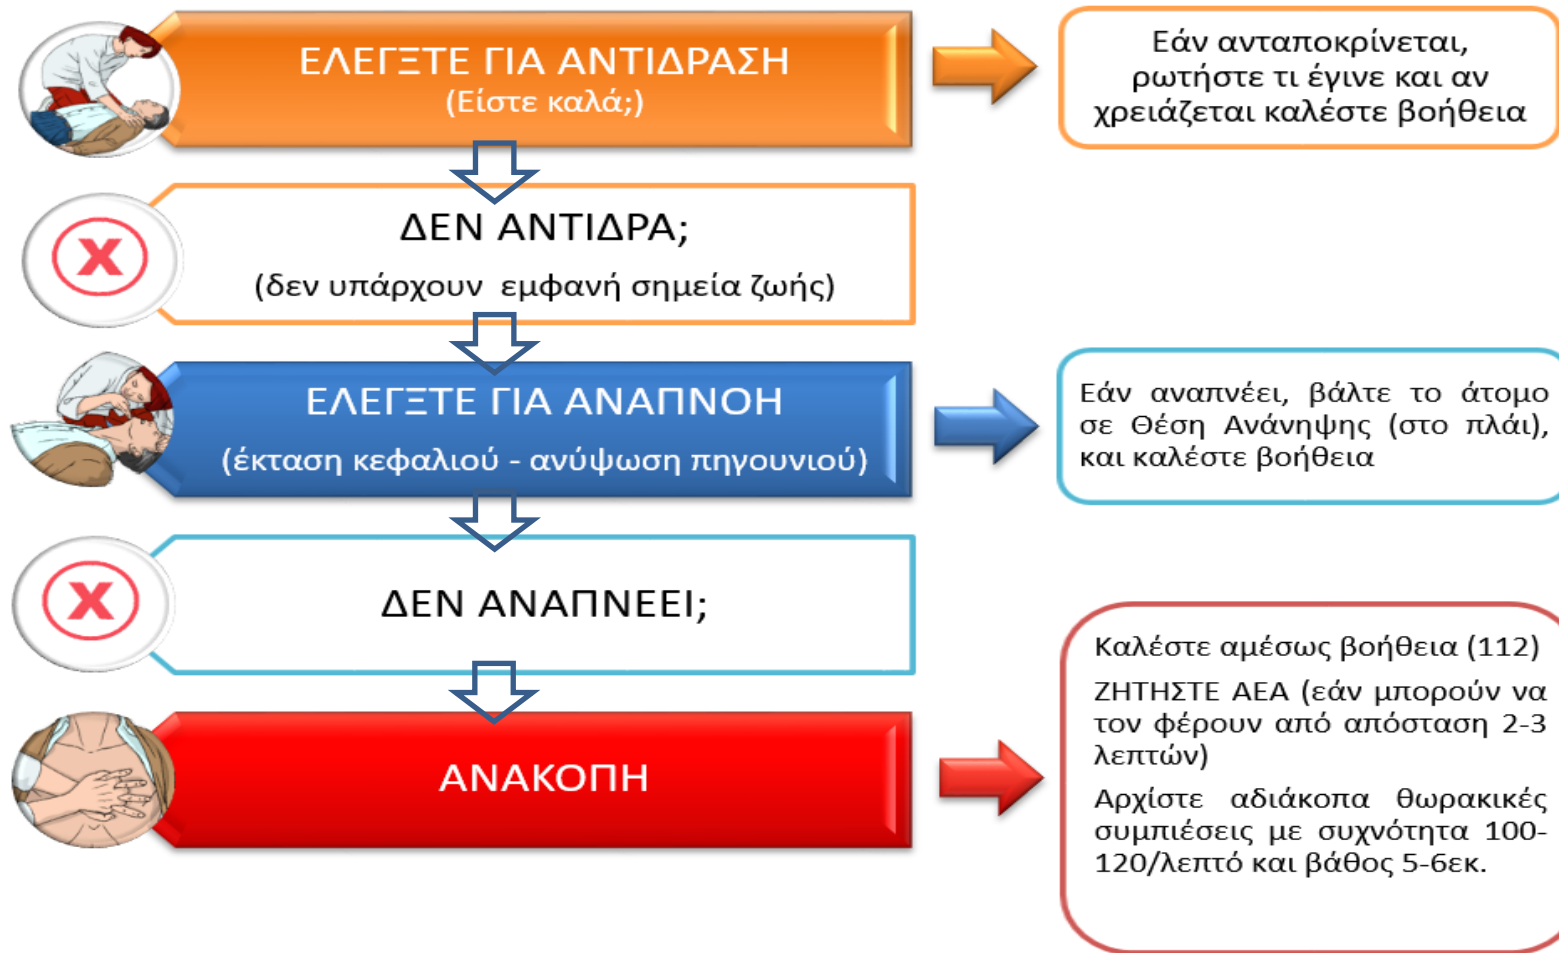 ΕΛΕΓΞΤΕ ΓΙΑ ΑΝΤΙΔΡΑΣΗ
(Είστε καλά;)
Εάν ανταποκρίνεται,
ρωτήστε τι έγινε και αν
χρειάζεται καλέστε βοήθεια
X
ΔΕΝ ΑΝΤΙΔΡΑ;
(δεν υπάρχουν εμφανή σημεία ζωής)
ΕΛΕΓΞΤΕ ΓΙΑ ΑΝΑΠΝΟΗ
(έκταση κεφαλιού - ανύψωση πηγουνιού)
Εάν αναπνέει, βάλτε το άτομο
σε Θέση Ανάνηψης (στο πλάι),
και καλέστε βοήθεια
X
ΔΕΝ ΑΝΑΠΝΕΕΙ;
ΑΝΑΚΟΠΗ
Καλέστε αμέσως βοήθεια (112)
ΖΗΤΗΣΤΕ ΑΕΑ (εάν μπορούν να
τον φέρουν από απόσταση 2-3
λεπτών)
Αρχίστε αδιάκοπα θωρακικές
συμπιέσεις με συχνότητα 100-
120/λεπτό και βάθος 5-6εκ.